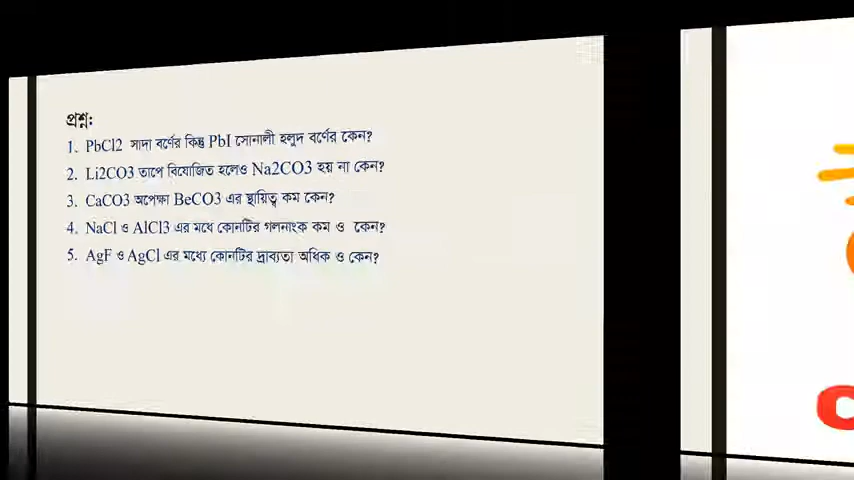 প্রশ্ন:
1. PbCl2 সাদা বর্ণের কিন্তু PbI সোনালী হলুদ বর্ণের কেন?
2. Li2CO3 তাপে বিযোজিত হলেও Na2CO3 হয় না কেন?
3. CaCO3 অপেক্ষা BeCO3 এর স্থায়িত্ব কম কেন?
4. NaCl ও AlCl3 এর মধে কোনটির গলনাংক কম ও কেন?
5. AgF ও AgCl এর মধ্যে কোনটির দ্রাব্যতা অধিক ও কেন?